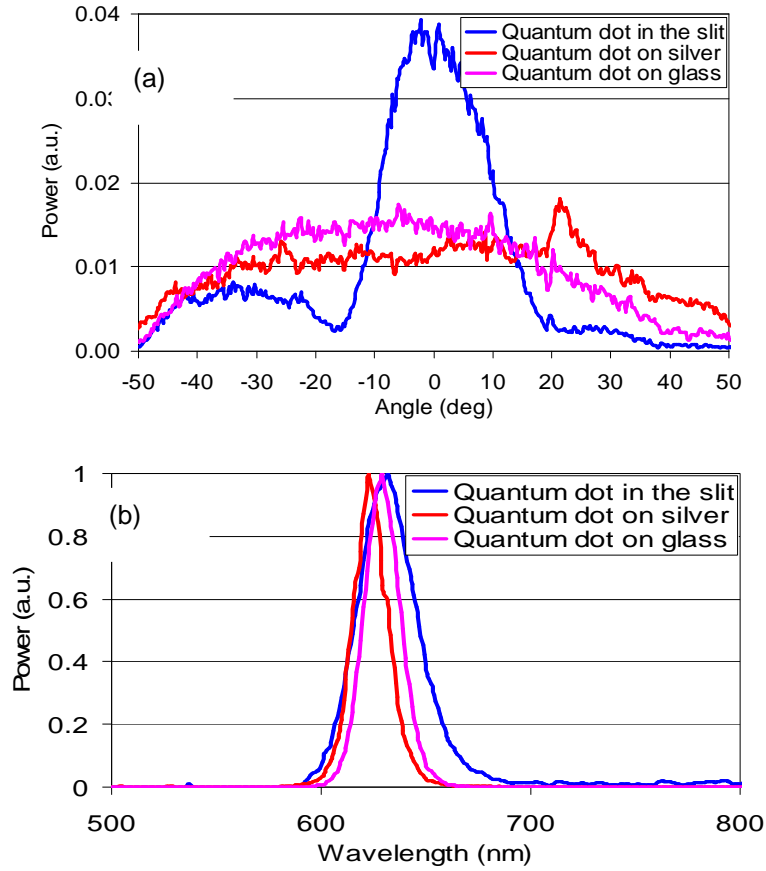 0.04
Quantum dot in the slit
Quantum dot on silver
Quantum dot on glass
(a)
0.03
Power (a.u.)
0.02
0.01
0.00
-50 -40 -30 -20 -10 0 10 20 30 40 50
Angle (deg)
1
Quantum dot in the slit
Quantum dot on silver
Quantum dot on glass
(b)
0.8
Power (a.u.)
0.6
0.4
0.2
0
500 600 700 800
Wavelength (nm)